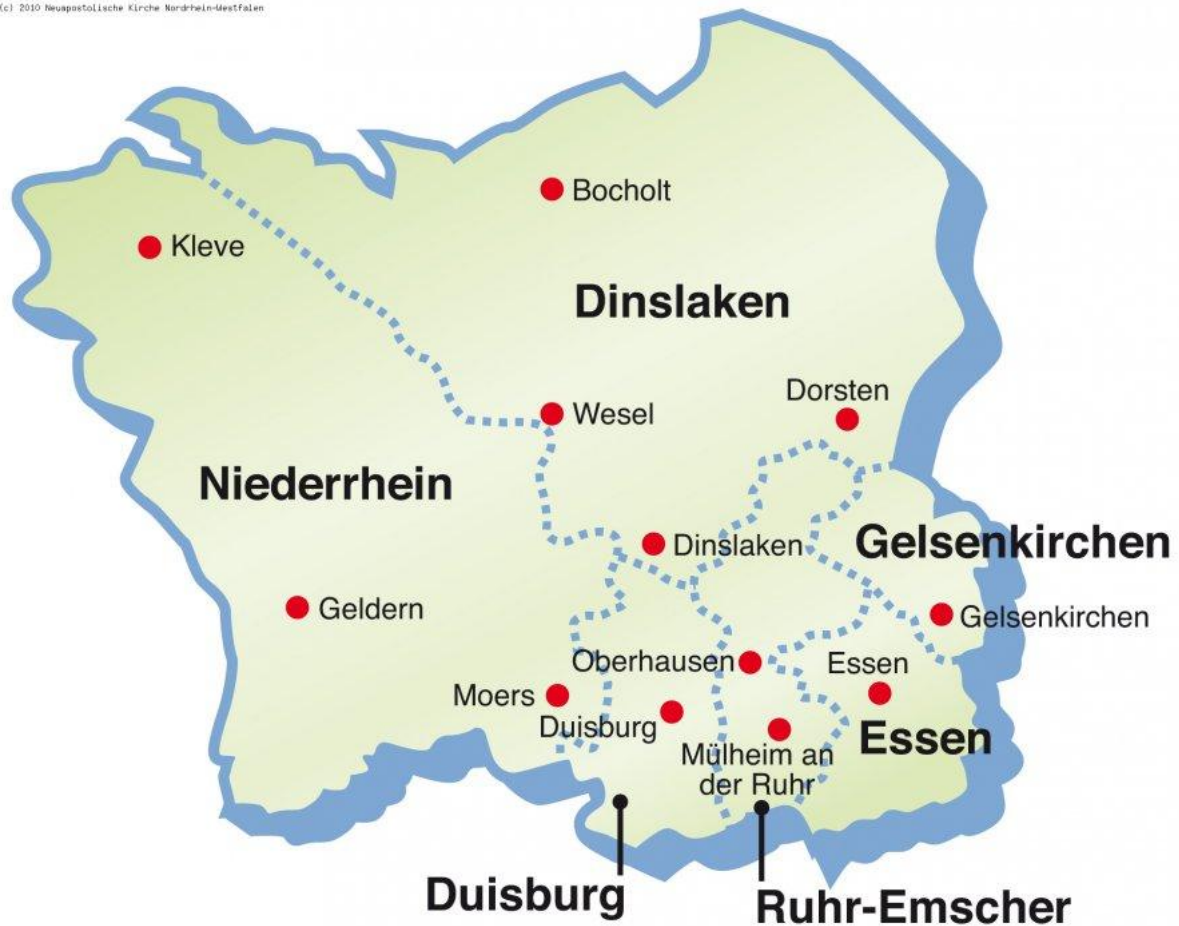 (c) 2010 Neuapostolische Kirche Nordrhein-Westfalen
Bocholt
Kleve
Dinslaken
Dorsten
Wesel
Niederrhein
Gelsenkirchen
Dinslaken
Geldern
Gelsenkirchen
Oberhausen
Essen
Moers
Duisburg
Essen
Mülheim an
der Ruhr
Duisburg
Ruhr-Emscher